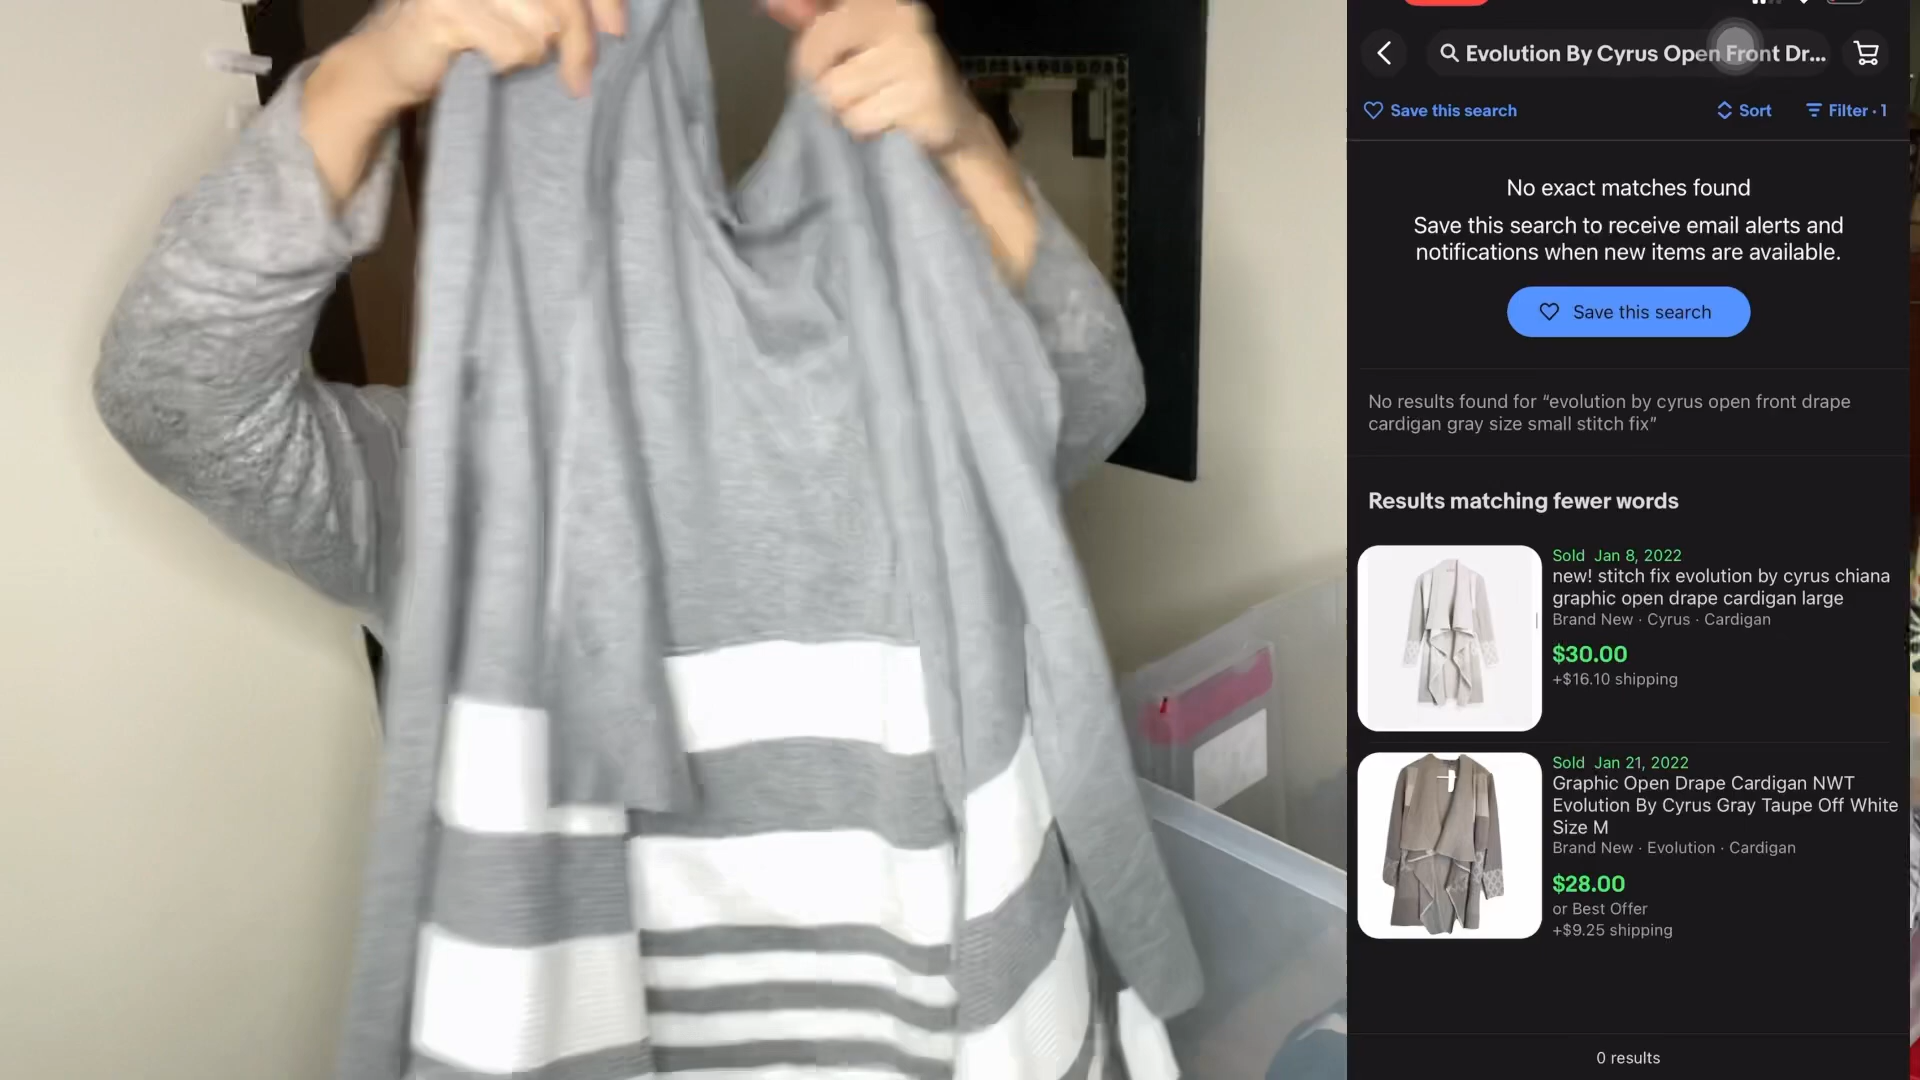 Evolution By Cyrus Open Front Dr...
Save this search
Sort
Filter · 1
No exact matches found
Save this search to receive email alerts and
notifications when new items are available.
Save this search
No results found for “evolution by cyrus open front drape
cardigan gray size small stitch fix”
Results matching fewer words
Sold Jan 8, 2022
new! stitch fix evolution by cyrus chiana
graphic open drape cardigan large
Brand New · Cyrus · Cardigan
$30.00
+$16.10 shipping
Sold Jan 21, 2022
Graphic Open Drape Cardigan NWT
Evolution By Cyrus Gray Taupe Off White
Size M
Brand New · Evolution · Cardigan
$28.00
or Best Offer
+$9.25 shipping
0 results